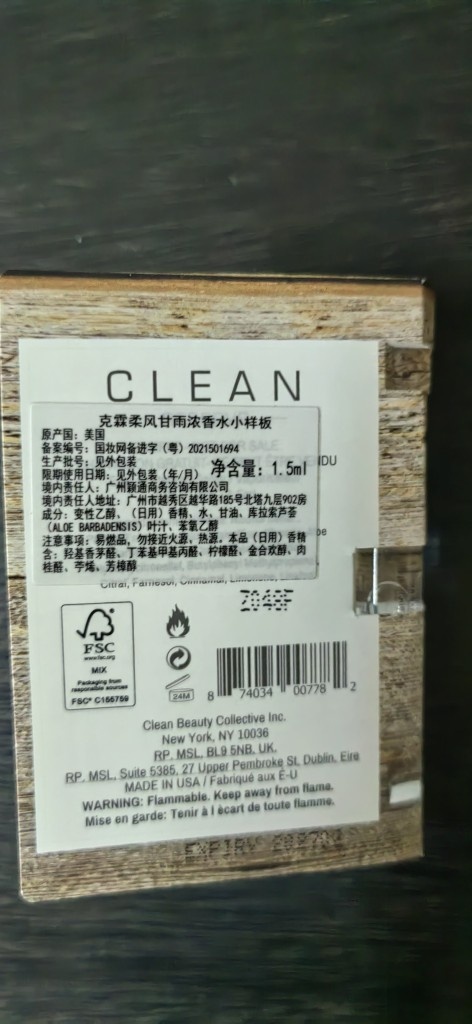 CLEAN
克霖柔风甘雨浓香水小样板
原产国：美国
备案编号：国妆网备进字（粤）2021501694
生产批号：见外包装
限期使用日期：见外包装（年/月） 净含量：1.5ml
境内责任人：广州颖通商务咨询有限公司
境内责任人地址：广州市越秀区越华路185号北塔九层902房
成分：变性乙醇、（日用）香精、水、甘油、库拉索芦荟
（ALOE BARBADENSIS）叶汁、苯氧乙醇
注意事项：易燃品，勿接近火源，热源。本品（日用）香精
含：羟基香茅醛、丁苯基甲基丙醛、柠檬醛、金合欢醇、肉
桂醛、苧烯、芳樟醇
Citral, Farnesol, Cinnamal,
Z048F
FSC
www.fsc.org
MIX
Packaging from
responsible sources
FSC® C166759
24M
8 74034 00778 2
Clean Beauty Collective Inc.
New York, NY 10036
RP. MSL, BL9 5NB, UK.
RP. MSL, Suite 5385, 27 Upper Pembroke St, Dublin, Eire
MADE IN USA / Fabriqué aux É-U
WARNING: Flammable. Keep away from flame.
Mise en garde: Tenir à l écart de toute flamme.
EXPIRY